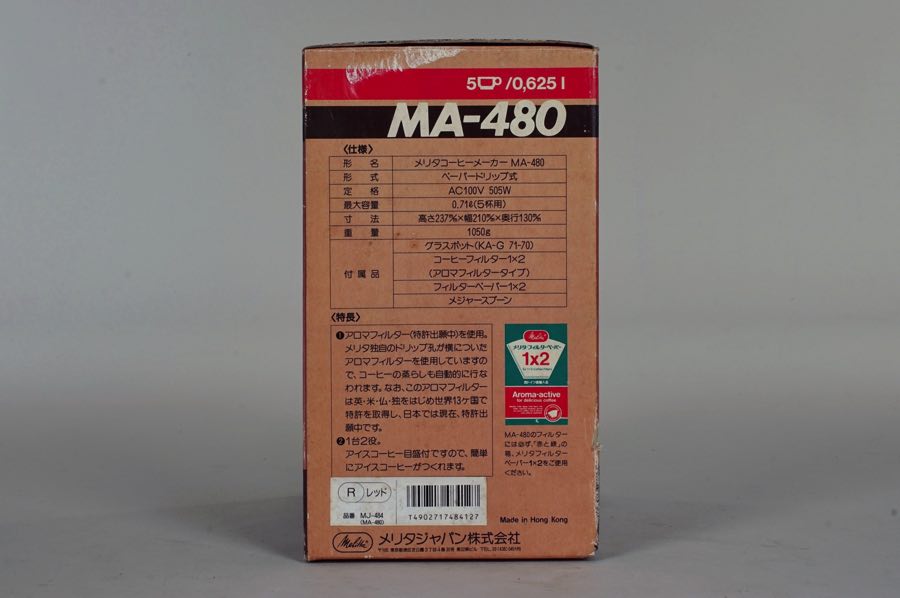 5 /0,625 l
MA-480
〈仕様〉
形名 メリタコーヒーメーカー MA-480
形式 ペーパードリップ式
定格 AC100V 505W
最大容量 0.71ℓ(5杯用)
寸法 高さ237%×幅210%×奥行130%
重量 1050g
付属品 グラスポット(KA-G 71-70)
コーヒーフィルター1×2
(アロマフィルタータイプ)
フィルターペーパー1×2
メジャースプーン
〈特長〉
❶アロマフィルター(特許出願中)を使用。
メリタ独自のドリップ孔が横についた
アロマフィルターを使用していますの
で、コーヒーの蒸らしも自動的に行な
われます。なお、このアロマフィルター
は英・米・仏・独をはじめ世界13ケ国で
特許を取得し、日本では現在、特許出
願中です。
❷1台2役。
アイスコーヒー目盛付ですので、簡単
にアイスコーヒーがつくれます。
Melitta
メリタ・フィルターペーパー
1x2
Aroma-active
for delicious coffee
MA-480のフィルター
には必ず、「赤と緑」の
箱、メリタフィルター
ペーパー1×2をご使用
ください。
R レッド
品番 MJ-484
(MA-480)
T4902717484127
Made in Hong Kong
Melitta メリタジャパン株式会社